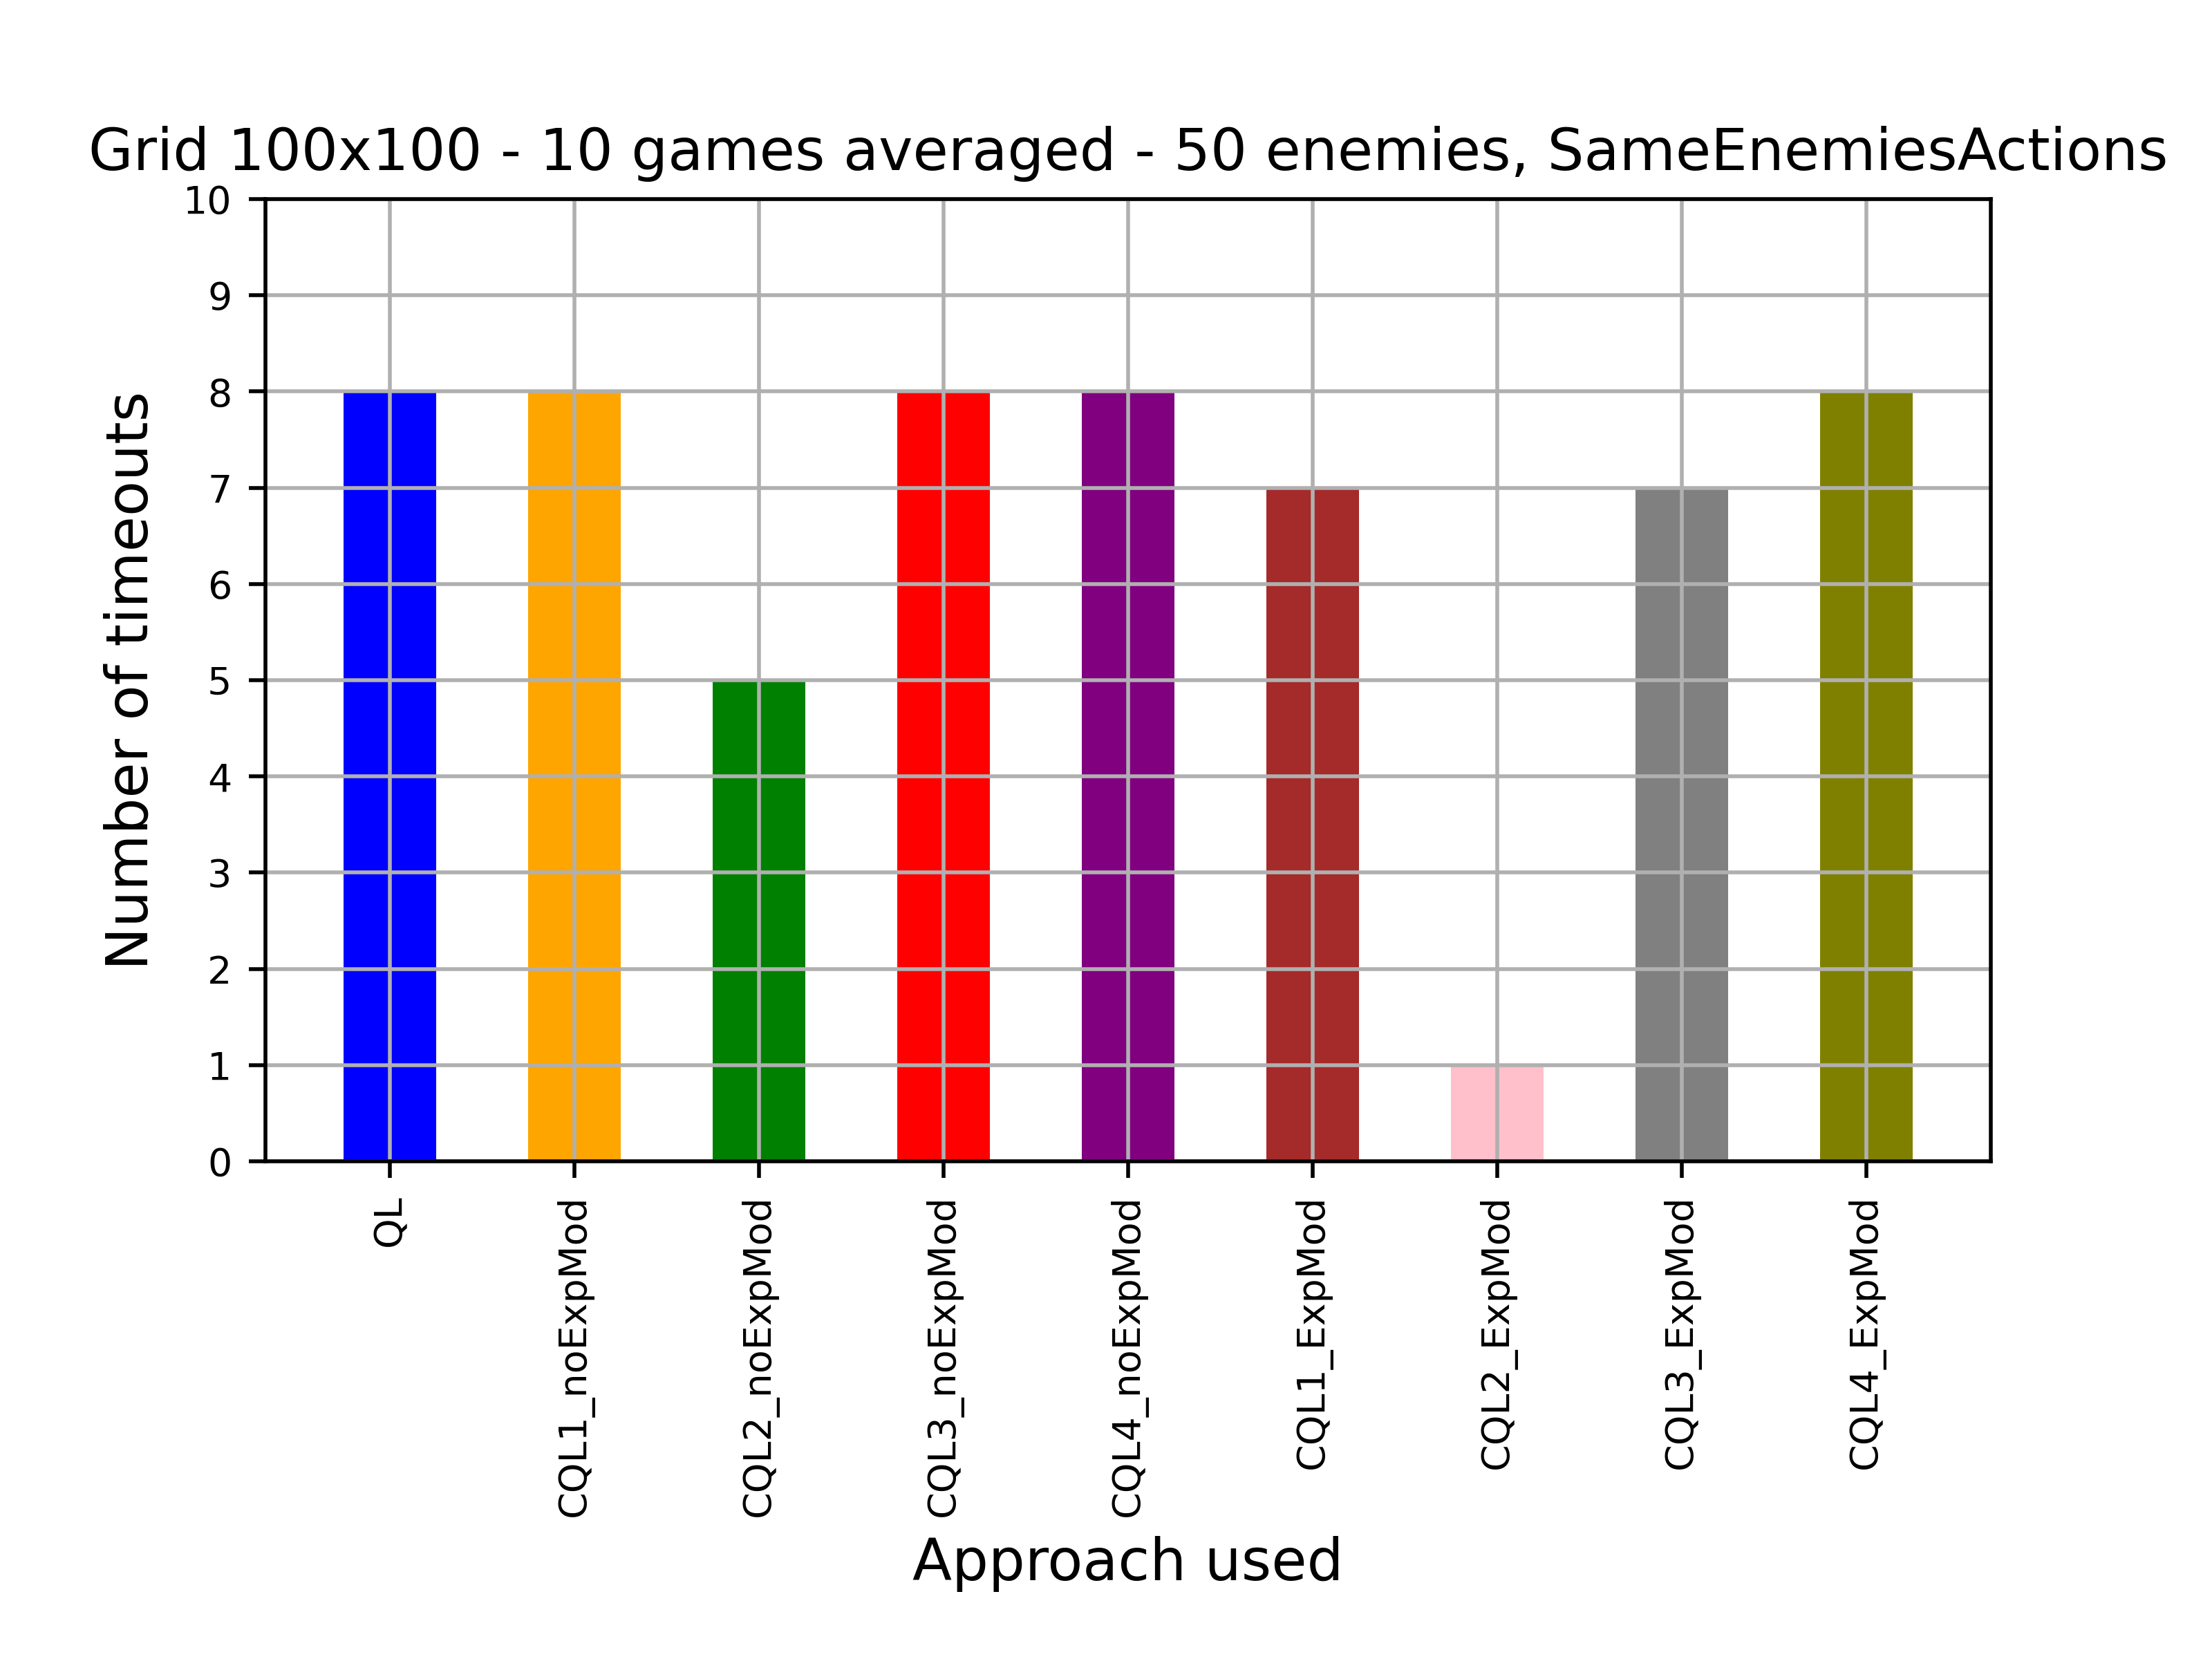 Grid 100x100 - 10 games averaged - 50 enemies, SameEnemiesActions
Number of timeouts
10
9
8
7
6
5
4
3
2
1
0
QL
CQL1_noExpMod
CQL2_noExpMod
CQL3_noExpMod
CQL4_noExpMod
CQL1_ExpMod
CQL2_ExpMod
CQL3_ExpMod
CQL4_ExpMod
Approach used